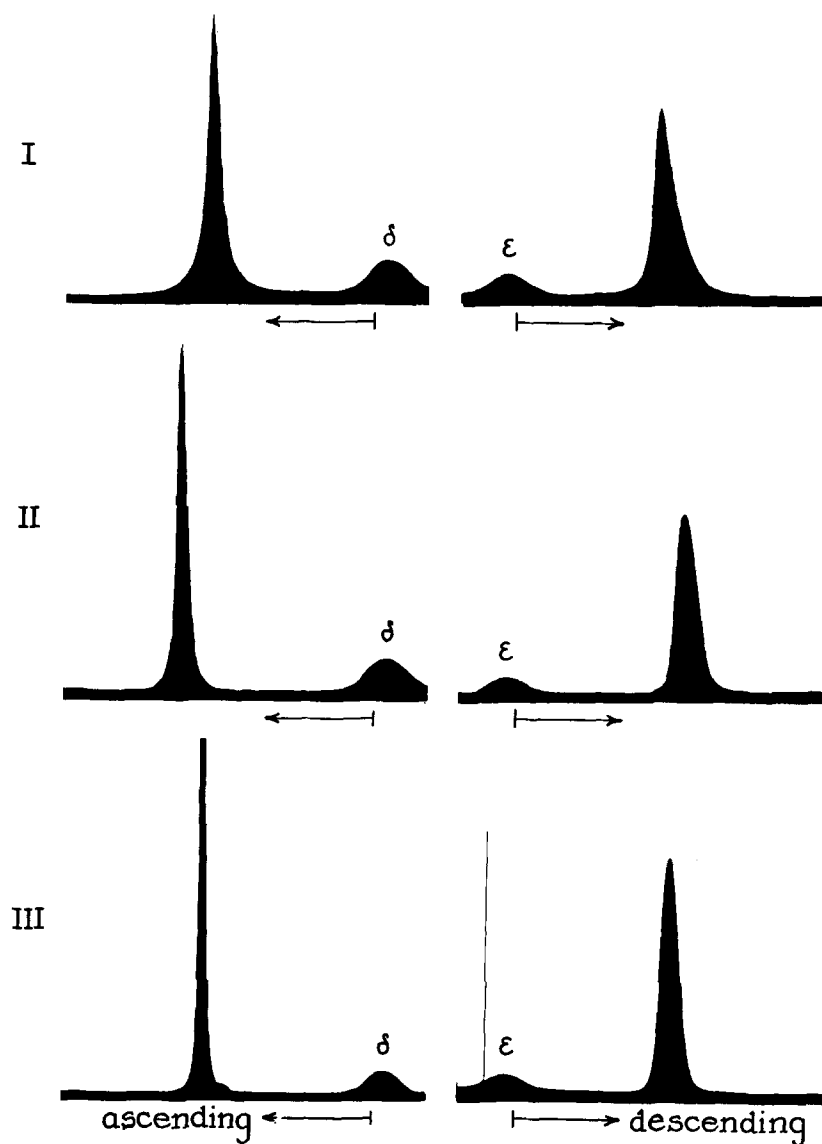 I
δ
ε
II
δ
ε
III
δ
ε
ascending
descending